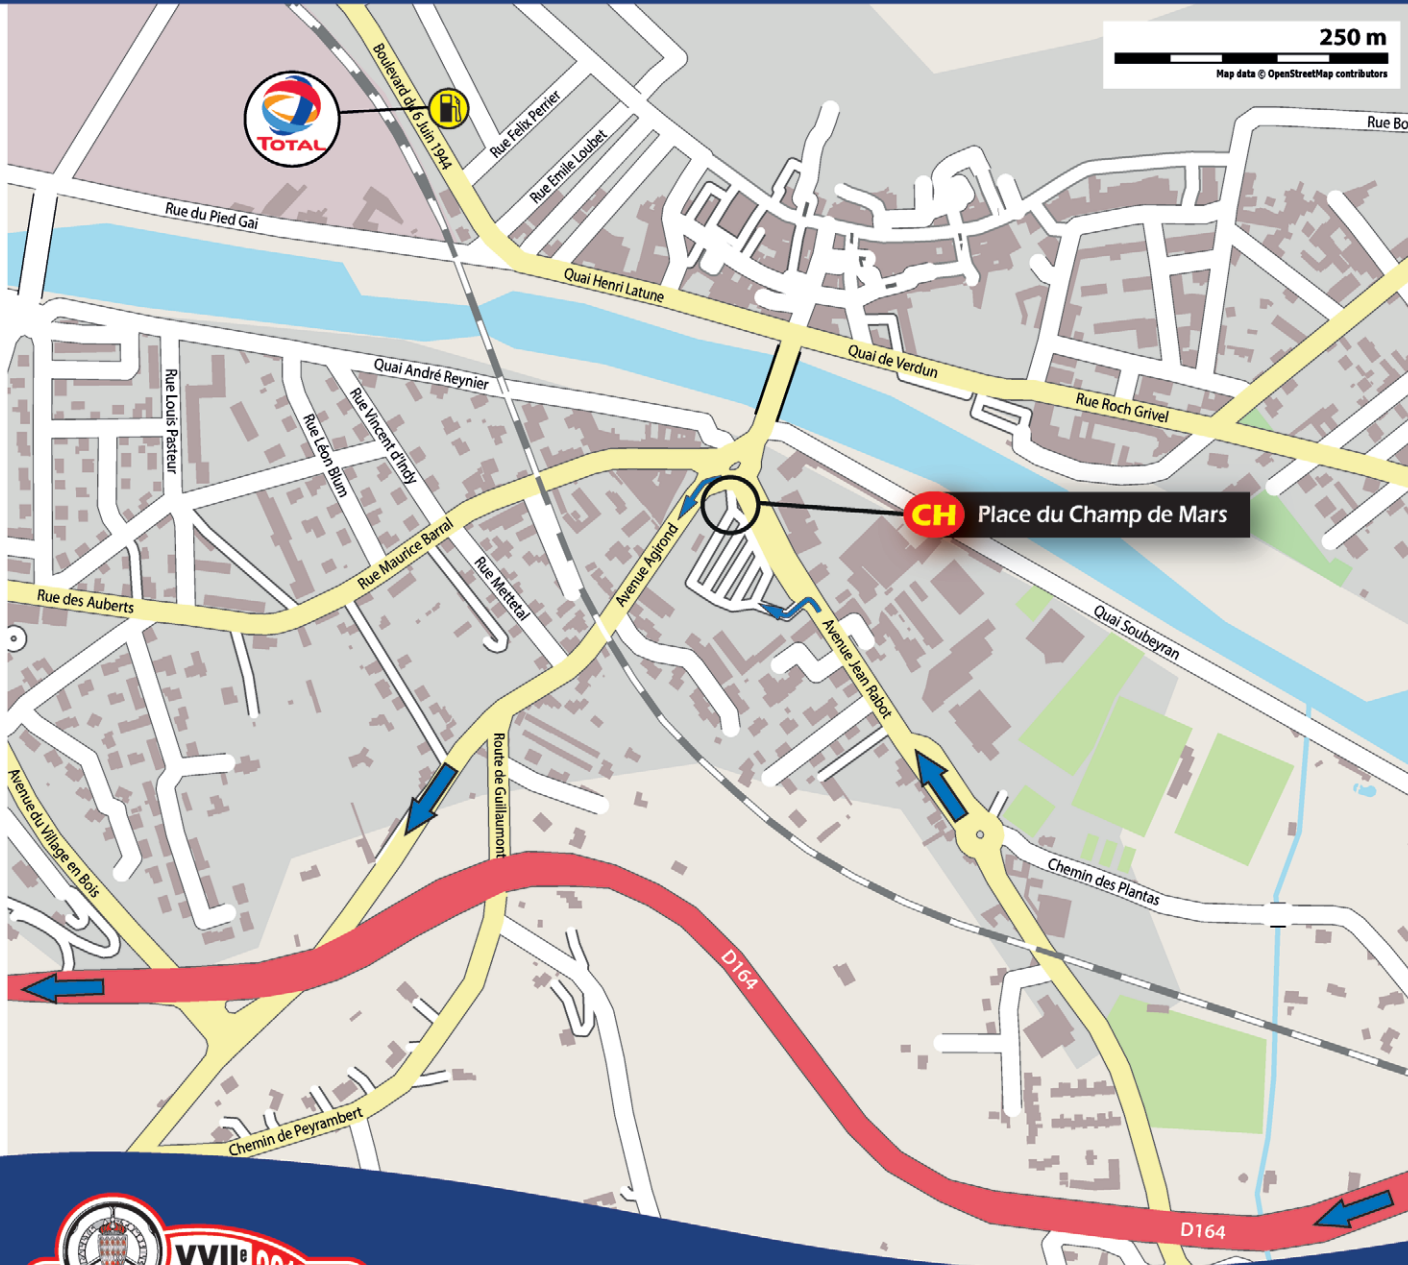 250 m
Map data © OpenStreetMap contributors
Boulevard du 6 Juin 1944
TOTAL
Rue Felix Perrier
Rue Emile Loubet
Rue Bo
Rue du Pied Gai
Quai Henri Latune
Quai de Verdun
Rue Roch Grivel
Quai André Reynier
Rue Louis Pasteur
Rue Léon Blum
Rue Vincent d'Indy
CH Place du Champ de Mars
Rue Maurice Barral
Rue Mettetal
Avenue Agirond
Rue des Auberts
Quai Soubeyran
Avenue Jean Rabot
Route de Guillaumont
Avenue du Village en Bois
Chemin des Plantas
D164
Chemin de Peyrambert
D164
XVIIe